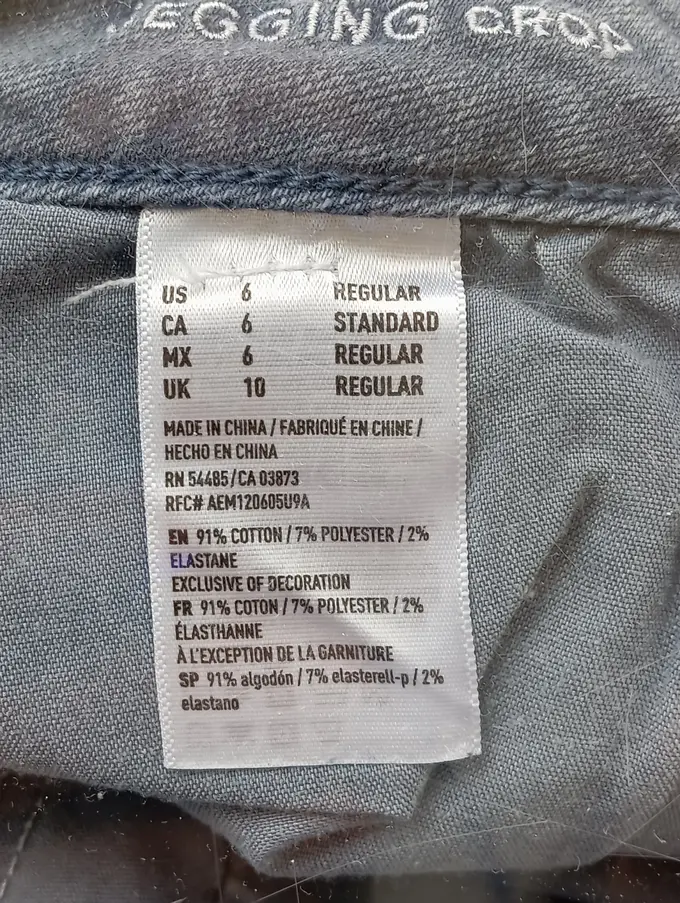 JEGGING CROP
US 6 REGULAR
CA 6 STANDARD
MX 6 REGULAR
UK 10 REGULAR
MADE IN CHINA / FABRIQUÉ EN CHINE /
HECHO EN CHINA
RN 54485/CA 03873
RFC# AEM120605U9A
EN 91% COTTON / 7% POLYESTER / 2%
ELASTANE
EXCLUSIVE OF DECORATION
FR 91% COTON / 7% POLYESTER / 2%
ÉLASTHANNE
À L'EXCEPTION DE LA GARNITURE
SP 91% algodón / 7% elasterell-p / 2%
elastano